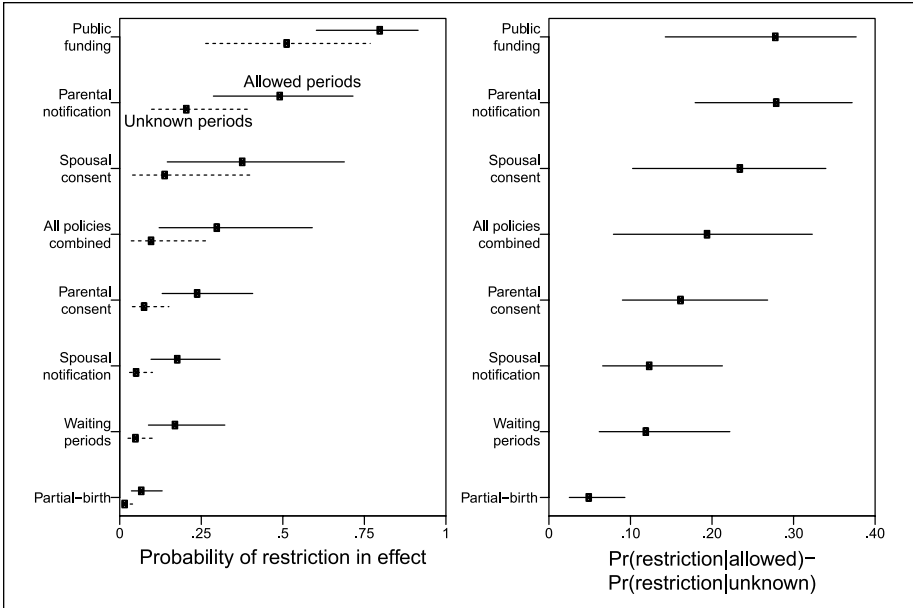 Public
funding
Parental
notification
Spousal
consent
All policies
combined
Parental
consent
Spousal
notification
Waiting
periods
Partial−birth
Allowed periods
Unknown periods
0 .25 .5 .75 1
Probability of restriction in effect
Public
funding
Parental
notification
Spousal
consent
All policies
combined
Parental
consent
Spousal
notification
Waiting
periods
Partial−birth
0 .10 .20 .30 .40
Pr(restriction|allowed)−
Pr(restriction|unknown)